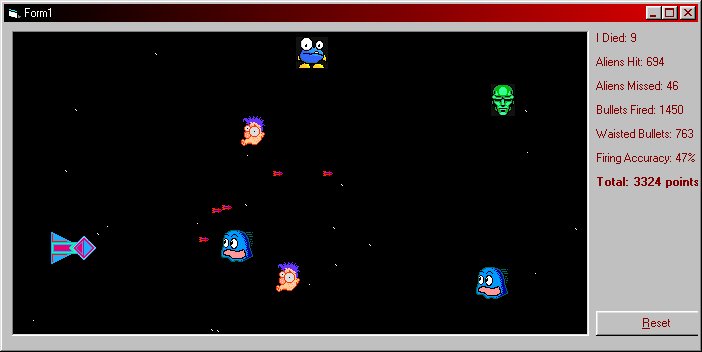 Form1
I Died: 9
Aliens Hit: 694
Aliens Missed: 46
Bullets Fired: 1450
Waisted Bullets: 763
Firing Accuracy: 47%
Total: 3324 points
Reset